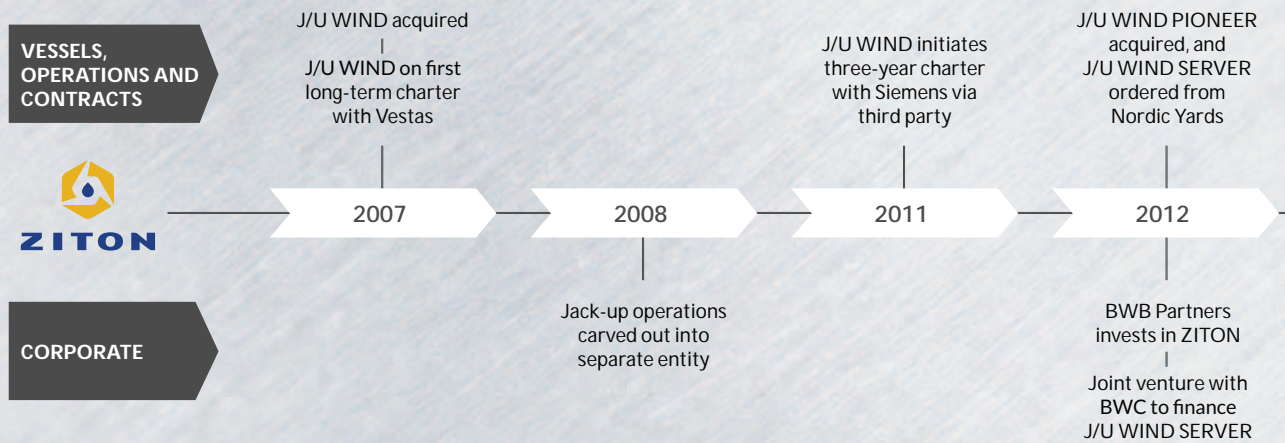 VESSELS,
OPERATIONS AND
CONTRACTS
J/U WIND acquired
J/U WIND on first
long-term charter
with Vestas
J/U WIND initiates
three-year charter
with Siemens via
third party
J/U WIND PIONEER
acquired, and
J/U WIND SERVER
ordered from
Nordic Yards
ZITON
2007
2008
2011
2012
CORPORATE
Jack-up operations
carved out into
separate entity
BWB Partners
invests in ZITON
Joint venture with
BWC to finance
J/U WIND SERVER